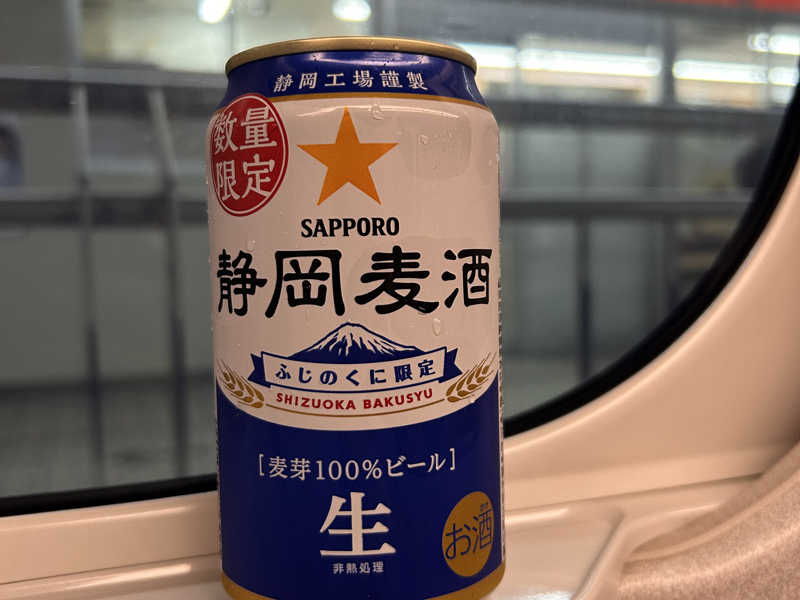 静岡工場謹製
数量
限定
SAPPORO
静岡麦酒
ふじのくに限定
SHIZUOKA BAKUSYU
[麦芽100%ビール]
生
非熱処理
お酒